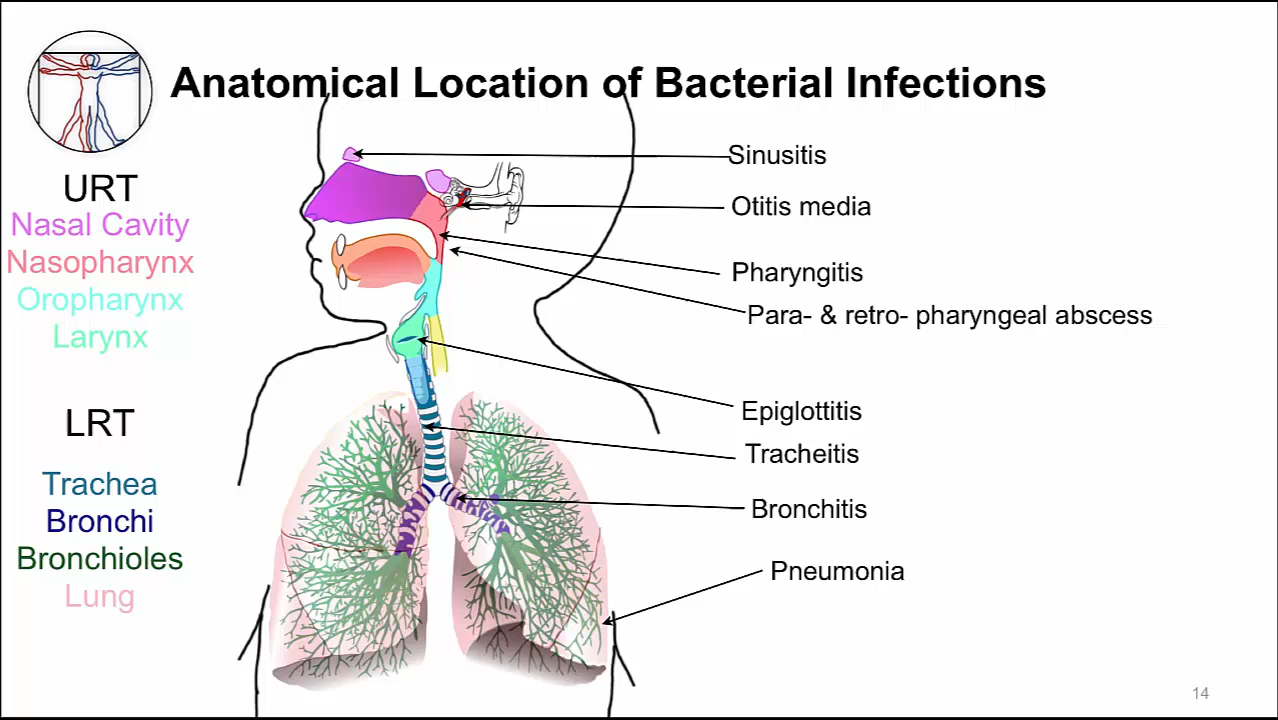 Anatomical Location of Bacterial Infections
URT
Nasal Cavity
Nasopharynx
Oropharynx
Larynx
LRT
Trachea
Bronchi
Bronchioles
Lung
Sinusitis
Otitis media
Pharyngitis
Para- & retro- pharyngeal abscess
Epiglottitis
Tracheitis
Bronchitis
Pneumonia
14